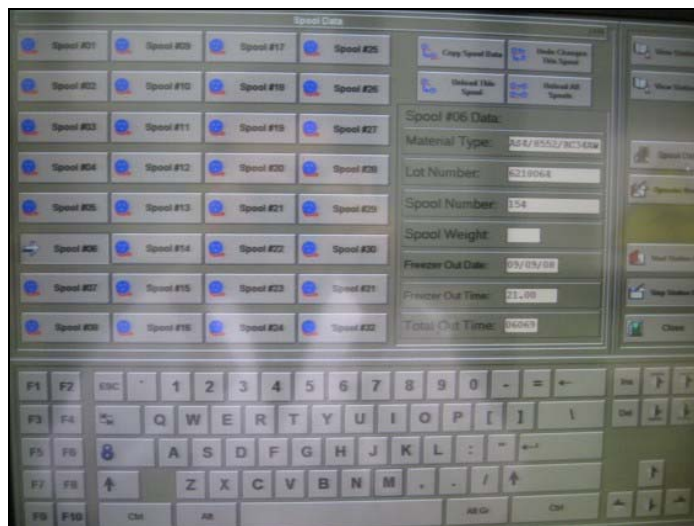 Spool Data
Spool #01 Spool #09 Spool #17 Spool #25
Spool #02 Spool #10 Spool #18 Spool #26
Spool #03 Spool #11 Spool #19 Spool #27
Spool #04 Spool #12 Spool #20 Spool #28
Spool #05 Spool #13 Spool #21 Spool #29
Spool #06 Spool #14 Spool #22 Spool #30
Spool #07 Spool #15 Spool #23 Spool #31
Spool #08 Spool #16 Spool #24 Spool #32
Copy Spool Data Undo Changes
This Spool
Unload This
Spool
Unload All
Spools
Spool #06 Data:
Material Type:
Lot Number: 6210064
Spool Number: 154
Spool Weight:
Freezer Out Date: 09/09/08
Freezer Out Time: 21.00
Total Out Time: 06069
View
View
Spool
Close
F1 F2 ESC ` 1 2 3 4 5 6 7 8 9 0 - = Ins
F3 F4 Q W E R T Y U I O P [ ] \ Del
F5 F6 A S D F G H J K L : "
F7 F8 Z X C V B N M , . /
F9 F10 Ctrl Alt Alt Gr Ctrl